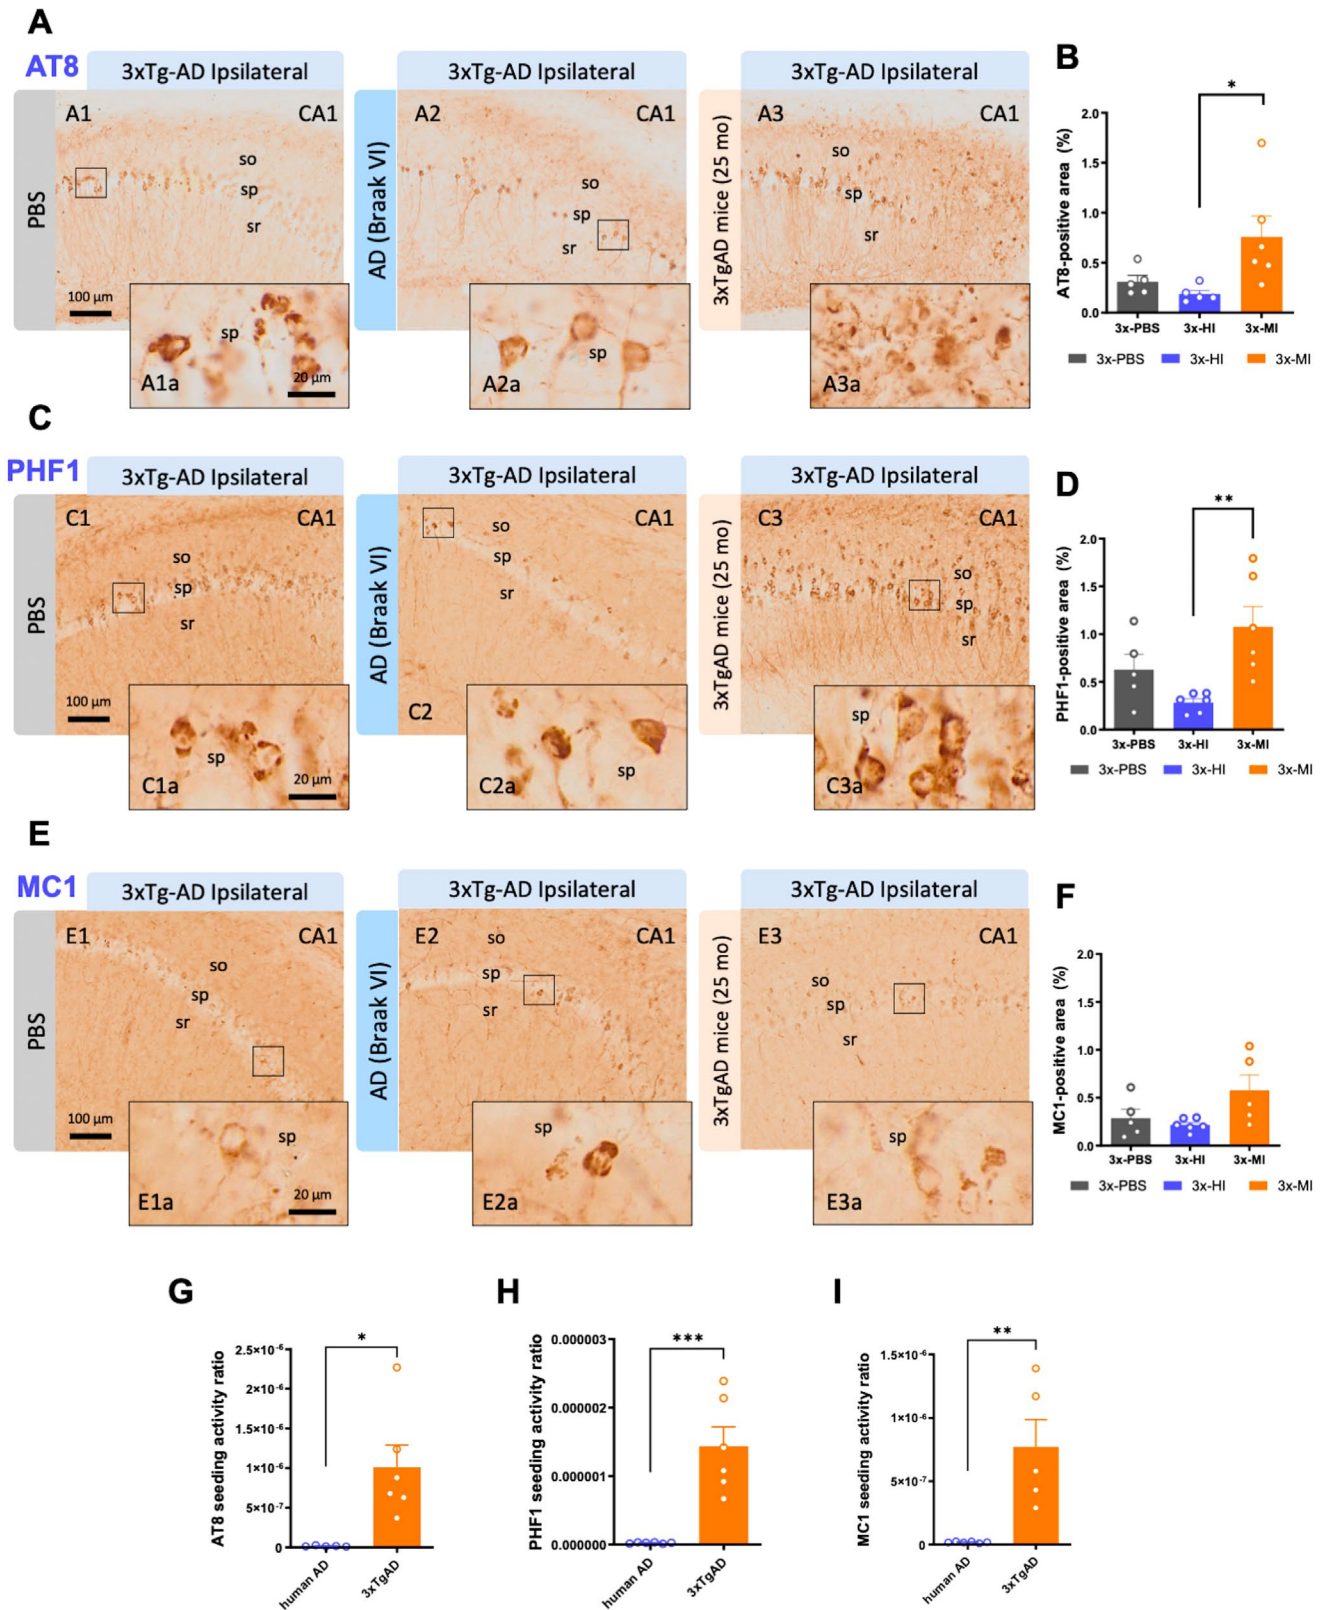 A
AT8
3xTg-AD Ipsilateral
3xTg-AD Ipsilateral
3xTg-AD Ipsilateral
PBS
A1
CA1
so
sp
sr
100 µm
sp
A1a
20 µm
AD (Braak VI)
A2
CA1
so
sp
sr
sp
A2a
3xTgAD mice (25 mo)
A3
CA1
so
sp
sr
A3a
B
*
AT8-positive area (%)
2.0
1.5
1.0
0.5
0.0
3x-PBS
3x-HI
3x-MI
3x-PBS
3x-HI
3x-MI
C
PHF1
3xTg-AD Ipsilateral
3xTg-AD Ipsilateral
3xTg-AD Ipsilateral
PBS
C1
CA1
so
sp
sr
100 µm
sp
C1a
20 µm
AD (Braak VI)
CA1
so
sp
sr
C2
C2a
sp
3xTgAD mice (25 mo)
C3
CA1
so
sp
sr
sp
C3a
D
**
PHF1-positive area (%)
2.0
1.5
1.0
0.5
0.0
3x-PBS
3x-HI
3x-MI
3x-PBS
3x-HI
3x-MI
E
MC1
3xTg-AD Ipsilateral
3xTg-AD Ipsilateral
3xTg-AD Ipsilateral
PBS
E1
CA1
so
sp
sr
100 µm
sp
E1a
20 µm
AD (Braak VI)
E2
CA1
so
sp
sr
sp
E2a
3xTgAD mice (25 mo)
E3
CA1
so
sp
sr
sp
E3a
F
MC1-positive area (%)
2.0
1.5
1.0
0.5
0.0
3x-PBS
3x-HI
3x-MI
3x-PBS
3x-HI
3x-MI
G
*
AT8 seeding activity ratio
2.5×10⁻⁶
2×10⁻⁶
1.5×10⁻⁶
1×10⁻⁶
5×10⁻⁷
0
human AD
3xTgAD
H
***
PHF1 seeding activity ratio
0.000003
0.000002
0.000001
0.000000
human AD
3xTgAD
I
**
MC1 seeding activity ratio
1.5×10⁻⁶
1×10⁻⁶
5×10⁻⁷
0
human AD
3xTgAD